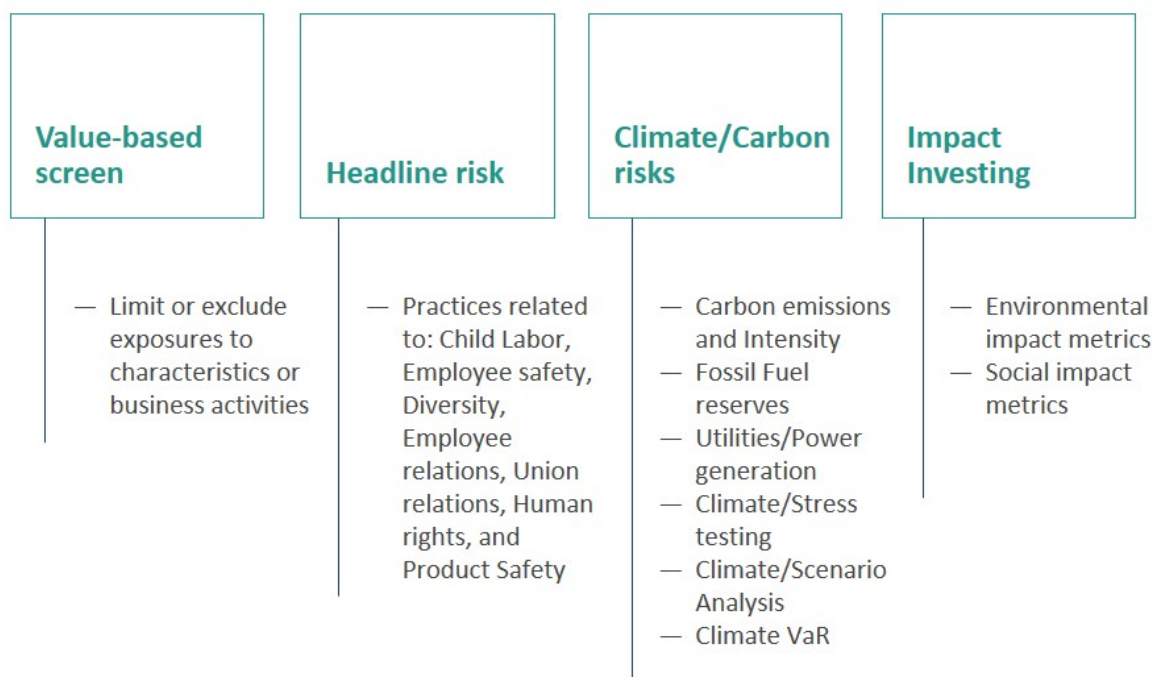 Value-based
screen
Headline risk
Climate/Carbon
risks
Impact
Investing
— Limit or exclude
exposures to
characteristics or
business activities
— Practices related
to: Child Labor,
Employee safety,
Diversity,
Employee
relations, Union
relations, Human
rights, and
Product Safety
— Carbon emissions
and Intensity
— Fossil Fuel
reserves
— Utilities/Power
generation
— Climate/Stress
testing
— Climate/Scenario
Analysis
— Climate VaR
— Environmental
impact metrics
— Social impact
metrics